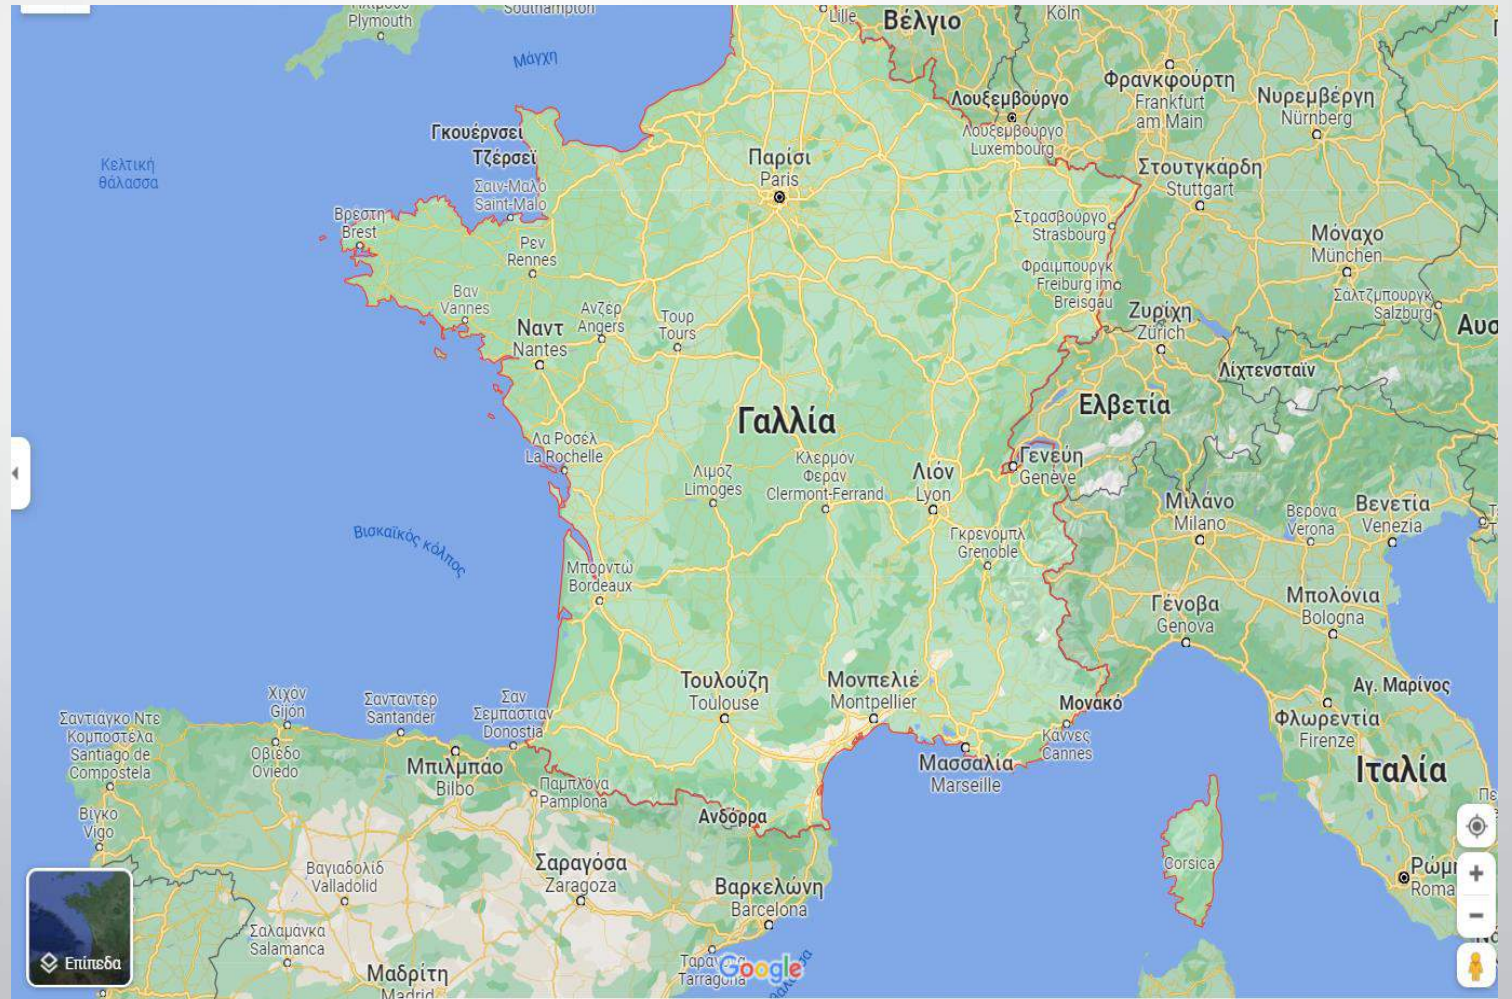 Plymouth
Southampton
Lille
Βέλγιο
Köln
Μάγχη
Φρανκφούρτη
Frankfurt
am Main
Νυρεμβέργη
Nürnberg
Λουξεμβούργο
Λουξεμβούργο
Luxembourg
Γκουέρνσεϊ
Τζέρσεϊ
Κελτική
θάλασσα
Παρίσι
Paris
Στουτγκάρδη
Stuttgart
Σαιν-Μαλό
Saint-Malo
Βρέστη
Brest
Στρασβούργο
Strasbourg
Μόναχο
München
Ρεν
Rennes
Φράιμπουργκ
Freiburg im
Breisgau
Βαν
Vannes
Σάλτζμπουργκ
Salzburg
Ανζέρ
Angers
Τουρ
Tours
Ναντ
Nantes
Ζυρίχη
Zürich
Λίχτενσταϊν
Γαλλία
Ελβετία
Λα Ροσέλ
La Rochelle
Λιμόζ
Limoges
Κλερμόν
Φεράν
Clermont-Ferrand
Λιόν
Lyon
Γενεύη
Genève
Μιλάνο
Milano
Βερόνα
Verona
Βενετία
Venezia
Βισκαϊκός κόλπος
Γκρενόμπλ
Grenoble
Μπορντώ
Bordeaux
Γένοβα
Genova
Μπολόνια
Bologna
Τουλούζη
Toulouse
Μονπελιέ
Montpellier
Μονακό
Αγ. Μαρίνος
Χιχόν
Gijón
Σανταντέρ
Santander
Σαν
Σεμπάστιαν
Donostia
Σαντιάγκο Ντε
Κομποστέλα
Santiago de
Compostela
Οβιέδο
Oviedo
Κάννες
Cannes
Φλωρεντία
Firenze
Μπιλμπάο
Bilbo
Μασσαλία
Marseille
Παμπλόνα
Pamplona
Ιταλία
Ανδόρρα
Βίγκο
Vigo
Σαραγόσα
Zaragoza
Corsica
Βαγιαδολίδ
Valladolid
Βαρκελώνη
Barcelona
Roma
Σαλαμάνκα
Salamanca
Επίπεδα
Μαδρίτη
Madrid
Tarragona
Google